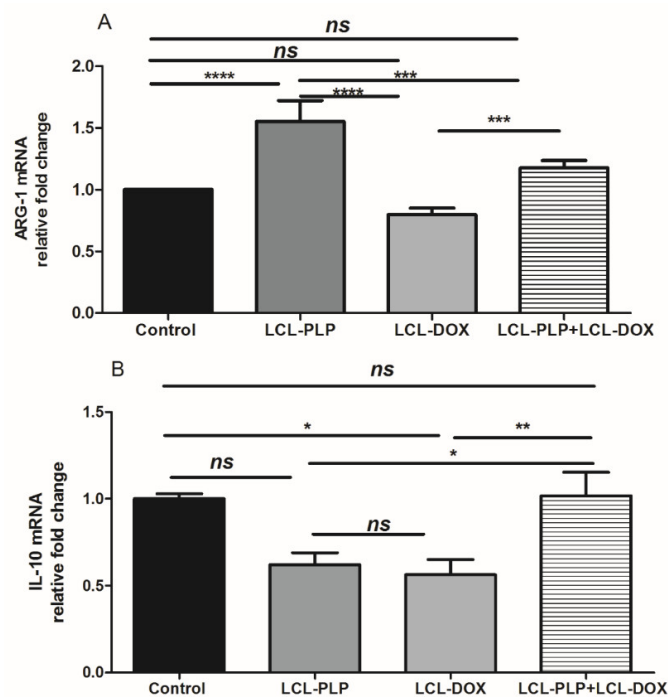 A
ns
ns
**** ***
****
***
2.0
1.5
1.0
0.5
0.0
ARG-1 mRNA
relative fold change
Control LCL-PLP LCL-DOX LCL-PLP+LCL-DOX
B
ns
* **
ns *
ns
1.5
1.0
0.5
0.0
IL-10 mRNA
relative fold change
Control LCL-PLP LCL-DOX LCL-PLP+LCL-DOX